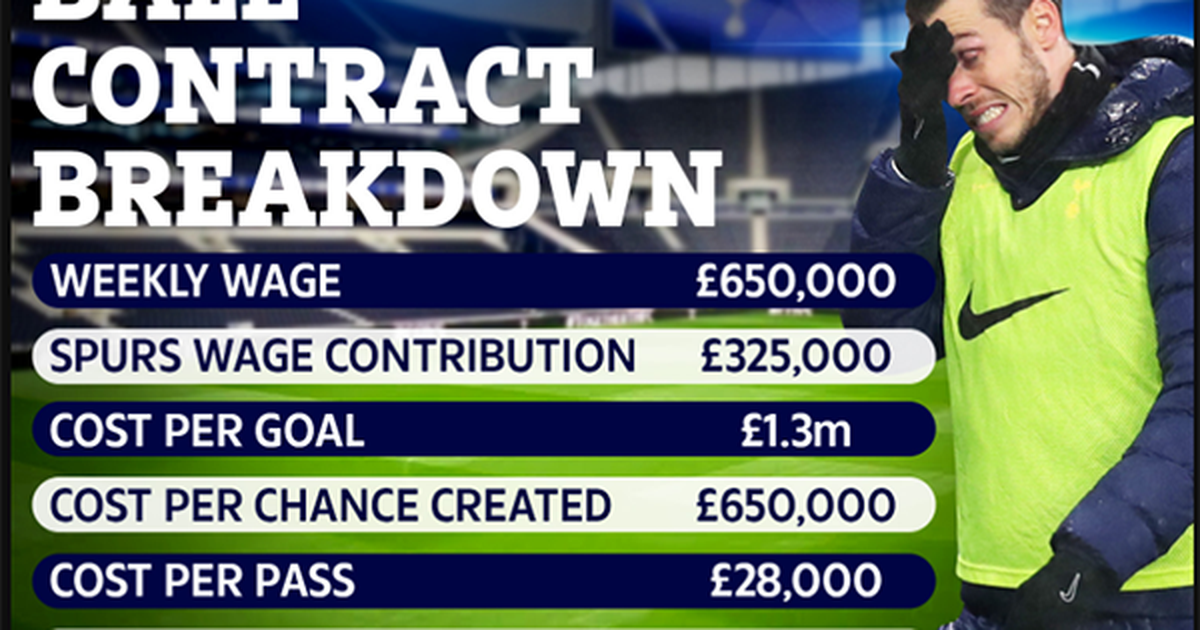 BALE
CONTRACT
BREAKDOWN
WEEKLY WAGE £650,000
SPURS WAGE CONTRIBUTION £325,000
COST PER GOAL £1.3m
COST PER CHANCE CREATED £650,000
COST PER PASS £28,000